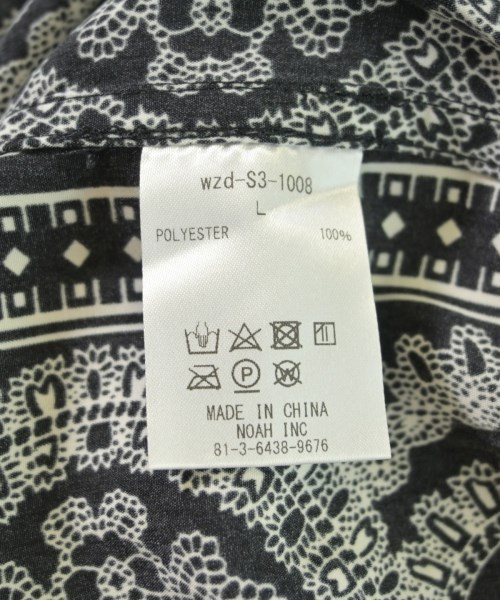 wzd-S3-1008
L
POLYESTER 100%
P W
MADE IN CHINA
NOAH INC
81-3-6438-9676